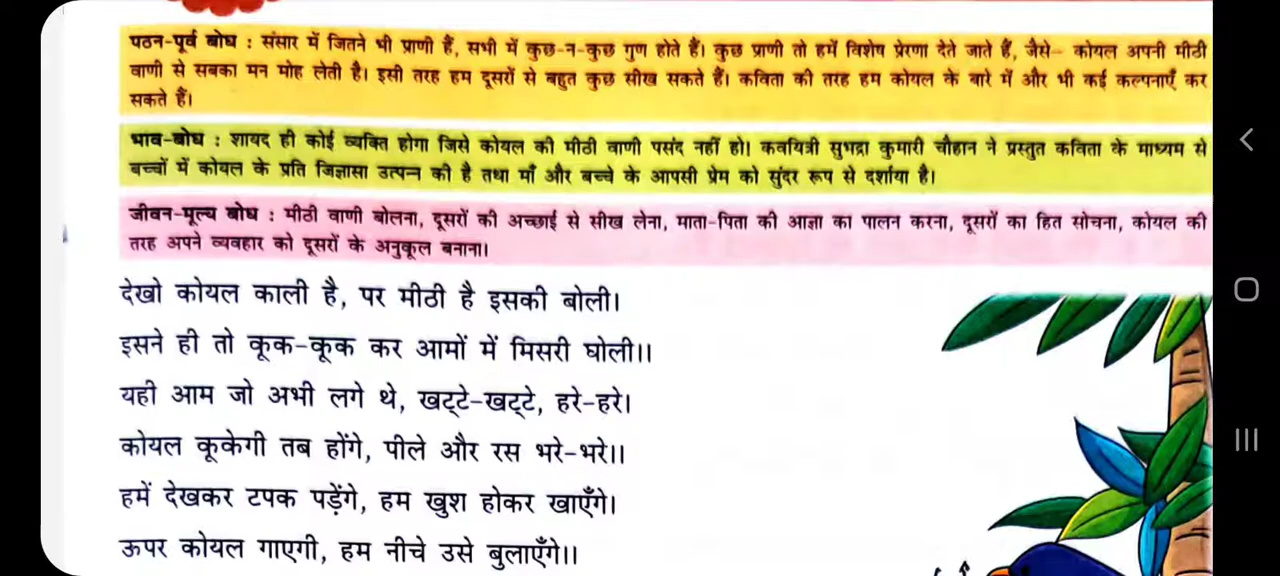 पठन-पूर्व बोध : संसार में जितने भी प्राणी हैं, सभी में कुछ-न-कुछ गुण होते हैं। कुछ प्राणी तो हमें विशेष प्रेरणा देते जाते हैं, जैसे– कोयल अपनी मीठी
वाणी से सबका मन मोह लेती है। इसी तरह हम दूसरों से बहुत कुछ सीख सकते हैं। कविता की तरह हम कोयल के बारे में और भी कई कल्पनाएँ कर
सकते हैं।
भाव-बोध : शायद ही कोई व्यक्ति होगा जिसे कोयल की मीठी वाणी पसंद नहीं हो। कवयित्री सुभद्रा कुमारी चौहान ने प्रस्तुत कविता के माध्यम से
बच्चों में कोयल के प्रति जिज्ञासा उत्पन्न की है तथा माँ और बच्चे के आपसी प्रेम को सुंदर रूप से दर्शाया है।
जीवन-मूल्य बोध : मीठी वाणी बोलना, दूसरों की अच्छाई से सीख लेना, माता-पिता की आज्ञा का पालन करना, दूसरों का हित सोचना, कोयल की
तरह अपने व्यवहार को दूसरों के अनुकूल बनाना।
देखो कोयल काली है, पर मीठी है इसकी बोली।
इसने ही तो कूक-कूक कर आमों में मिसरी घोली।।
यही आम जो अभी लगे थे, खट्टे-खट्टे, हरे-हरे।
कोयल कूकेगी तब होंगे, पीले और रस भरे-भरे।।
हमें देखकर टपक पड़ेंगे, हम खुश होकर खाएँगे।
ऊपर कोयल गाएगी, हम नीचे उसे बुलाएँगे।।